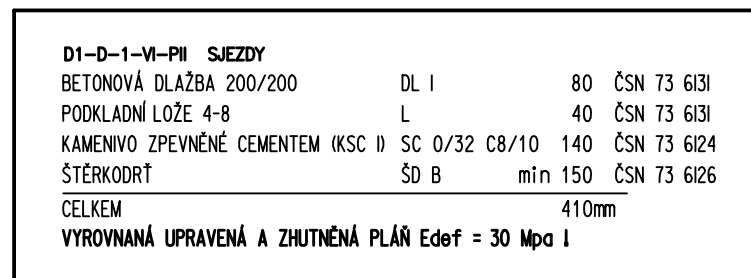 D1-D-1-VI-PII SJEZDY
BETONOVÁ DLAŽBA 200/200 DL I 80 ČSN 73 6131
PODKLADNÍ LOŽE 4-8 L 40 ČSN 73 6131
KAMENIVO ZPEVNĚNÉ CEMENTEM (KSC I) SC 0/32 C8/10 140 ČSN 73 6124
ŠTĚRKODRŤ ŠD B min 150 ČSN 73 6126
CELKEM 410mm
VYROVNANÁ UPRAVENÁ A ZHUTNĚNÁ PLÁŇ Edef = 30 Mpa !